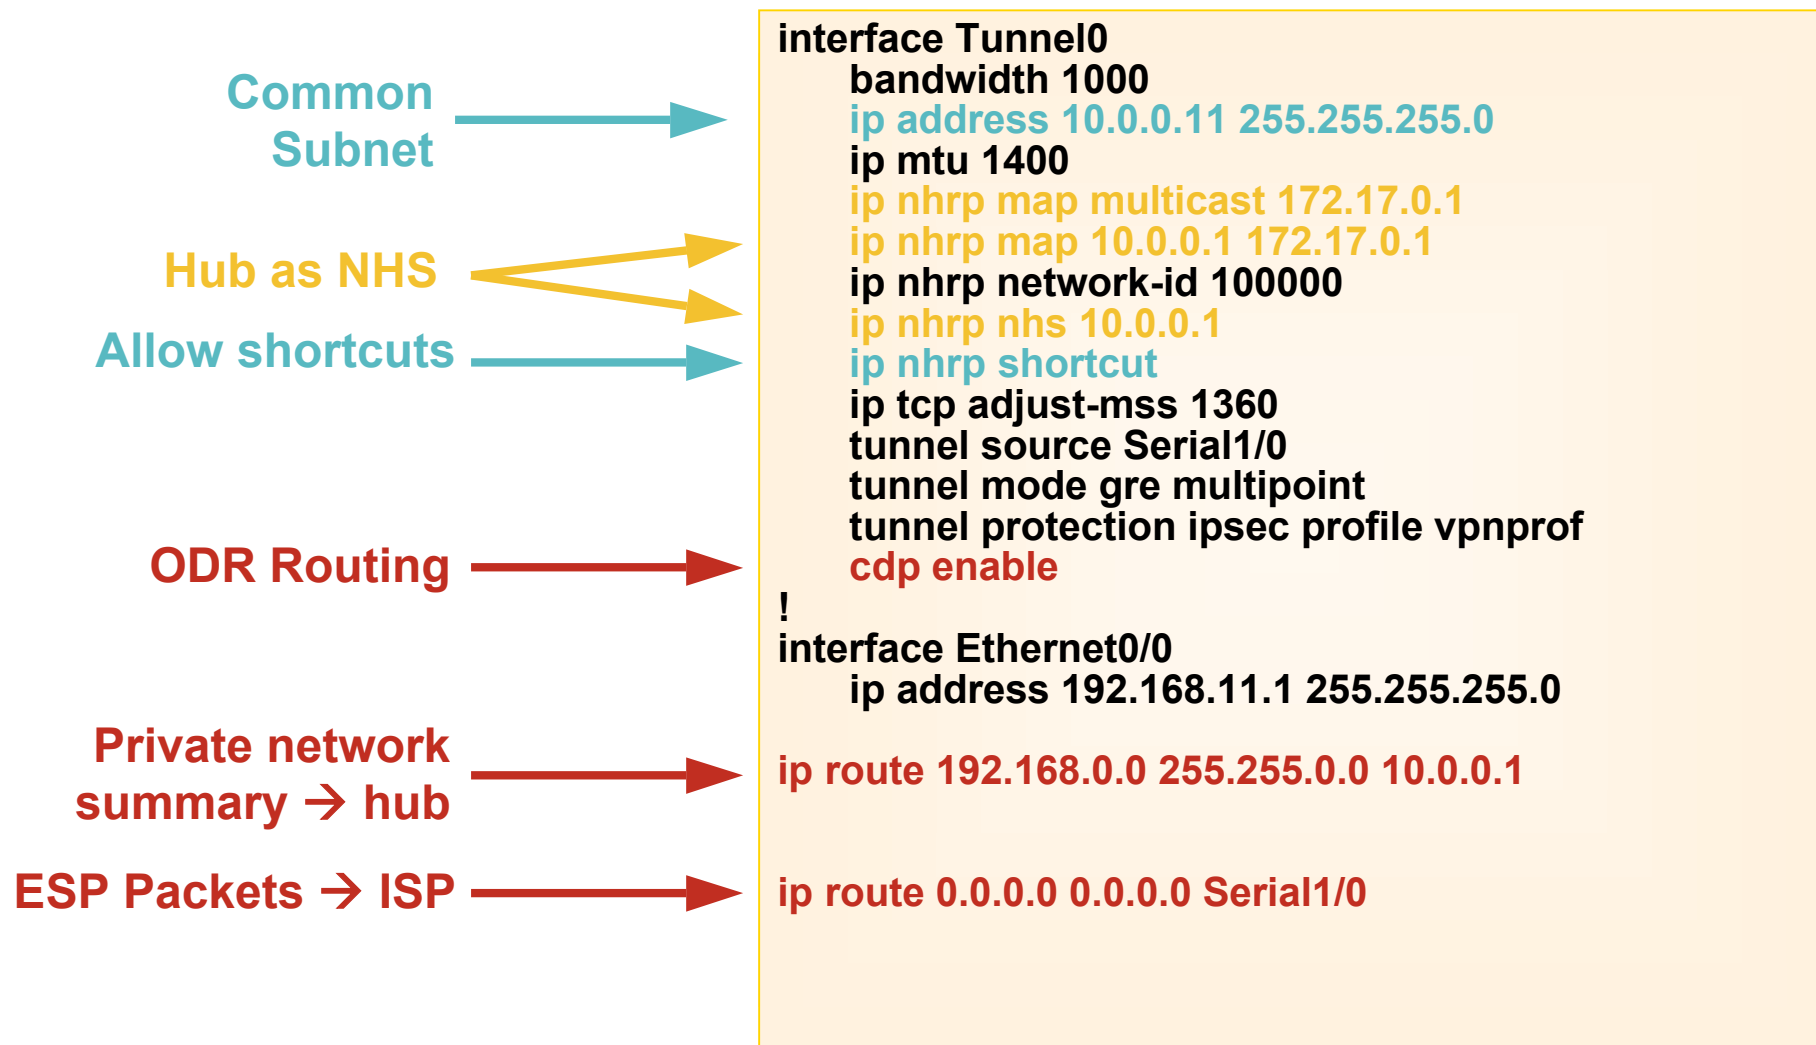 Common
Subnet
Hub as NHS
Allow shortcuts
ODR Routing
Private network
summary → hub
ESP Packets → ISP
interface Tunnel0
bandwidth 1000
ip address 10.0.0.11 255.255.255.0
ip mtu 1400
ip nhrp map multicast 172.17.0.1
ip nhrp map 10.0.0.1 172.17.0.1
ip nhrp network-id 100000
ip nhrp nhs 10.0.0.1
ip nhrp shortcut
ip tcp adjust-mss 1360
tunnel source Serial1/0
tunnel mode gre multipoint
tunnel protection ipsec profile vpnprof
cdp enable
!
interface Ethernet0/0
ip address 192.168.11.1 255.255.255.0
ip route 192.168.0.0 255.255.0.0 10.0.0.1
ip route 0.0.0.0 0.0.0.0 Serial1/0